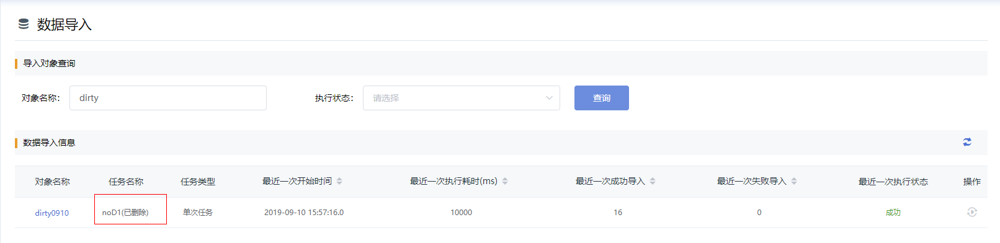 数据导入
导入对象查询
对象名称： dirty 执行状态： 请选择 查询
数据导入信息
对象名称 任务名称 任务类型 最近一次开始时间 最近一次执行耗时(ms) 最近一次成功导入 最近一次失败导入 最近一次执行状态 操作
dirty0910 noD1(已删除) 单次任务 2019-09-10 15:57:16.0 10000 16 0 成功